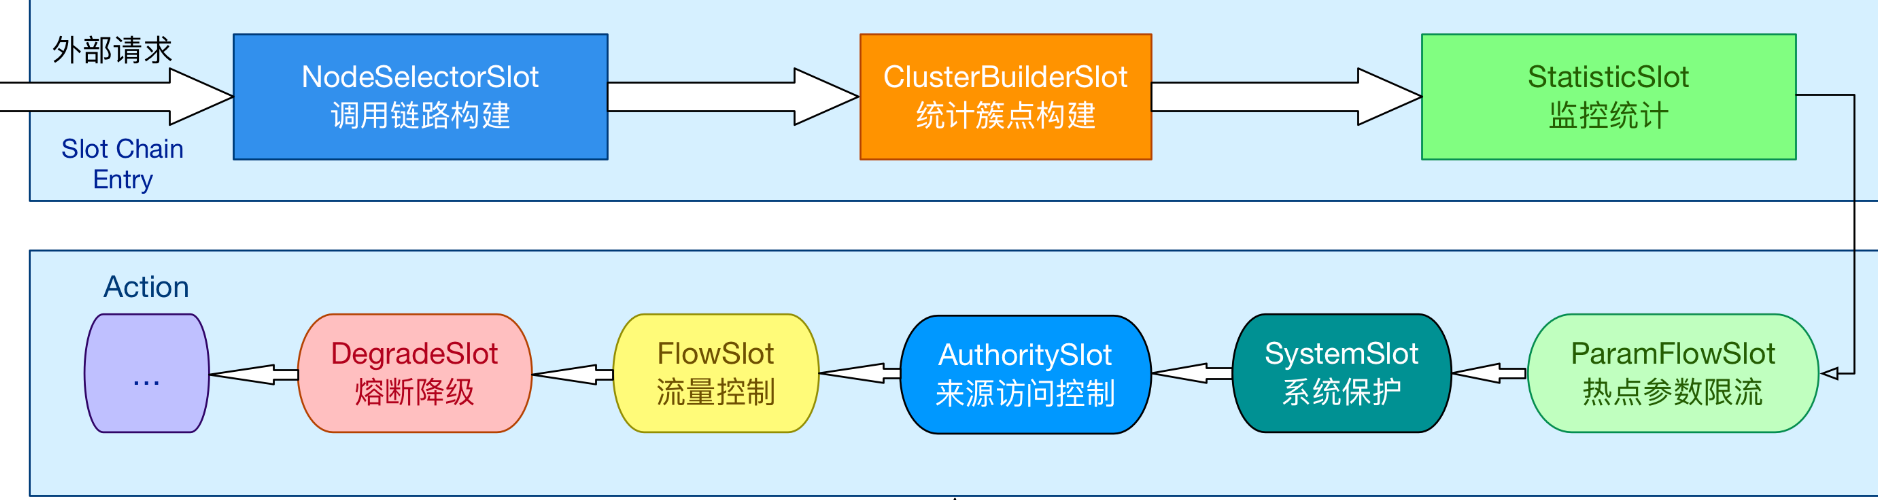 外部请求
Slot Chain
Entry
NodeSelectorSlot
调用链路构建
ClusterBuilderSlot
统计簇点构建
StatisticSlot
监控统计
Action
...
DegradeSlot
熔断降级
FlowSlot
流量控制
AuthoritySlot
来源访问控制
SystemSlot
系统保护
ParamFlowSlot
热点参数限流